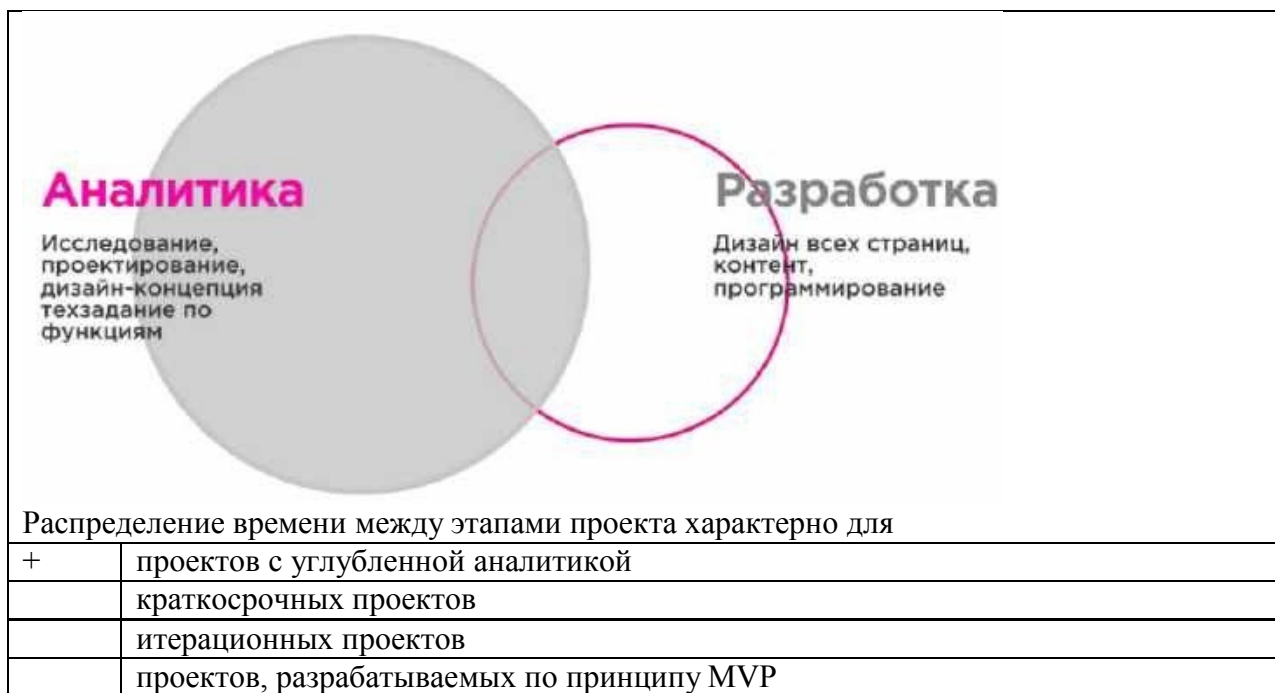 Аналитика
Исследование,
проектирование,
дизайн-концепция
техзадание по
функциям
Разработка
Дизайн всех страниц,
контент,
программирование
Распределение времени между этапами проекта характерно для
+ проектов с углубленной аналитикой
краткосрочных проектов
итерационных проектов
проектов, разрабатываемых по принципу MVP